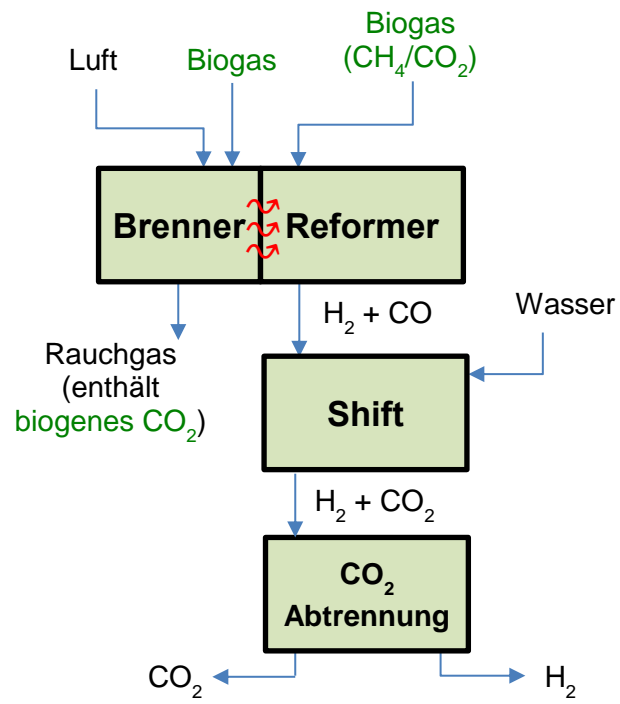 Luft
Biogas
Biogas
(CH₄/CO₂)
Brenner
Reformer
H₂ + CO
Wasser
Rauchgas
(enthält
biogenes CO₂)
Shift
H₂ + CO₂
CO₂
Abtrennung
CO₂
H₂